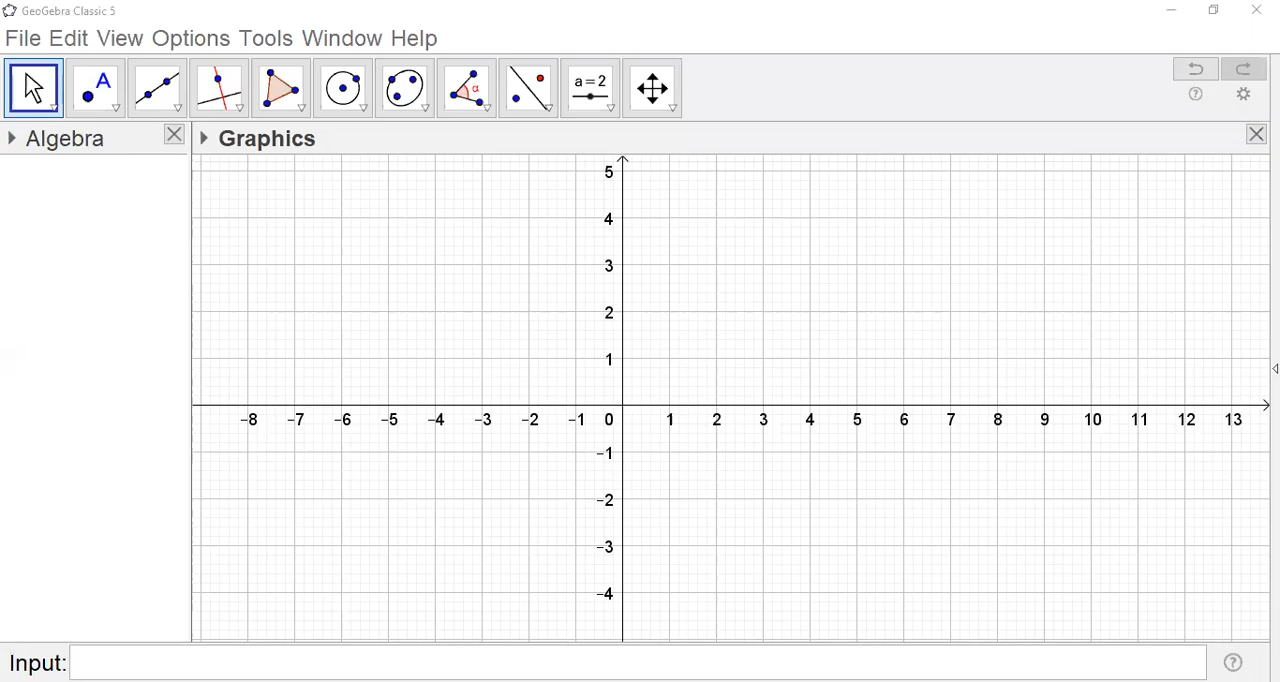 GeoGebra Classic 5
File Edit View Options Tools Window Help
A
α
a = 2
Algebra
Graphics
5
4
3
2
1
−8 −7 −6 −5 −4 −3 −2 −1 0 1 2 3 4 5 6 7 8 9 10 11 12 13
−1
−2
−3
−4
Input: